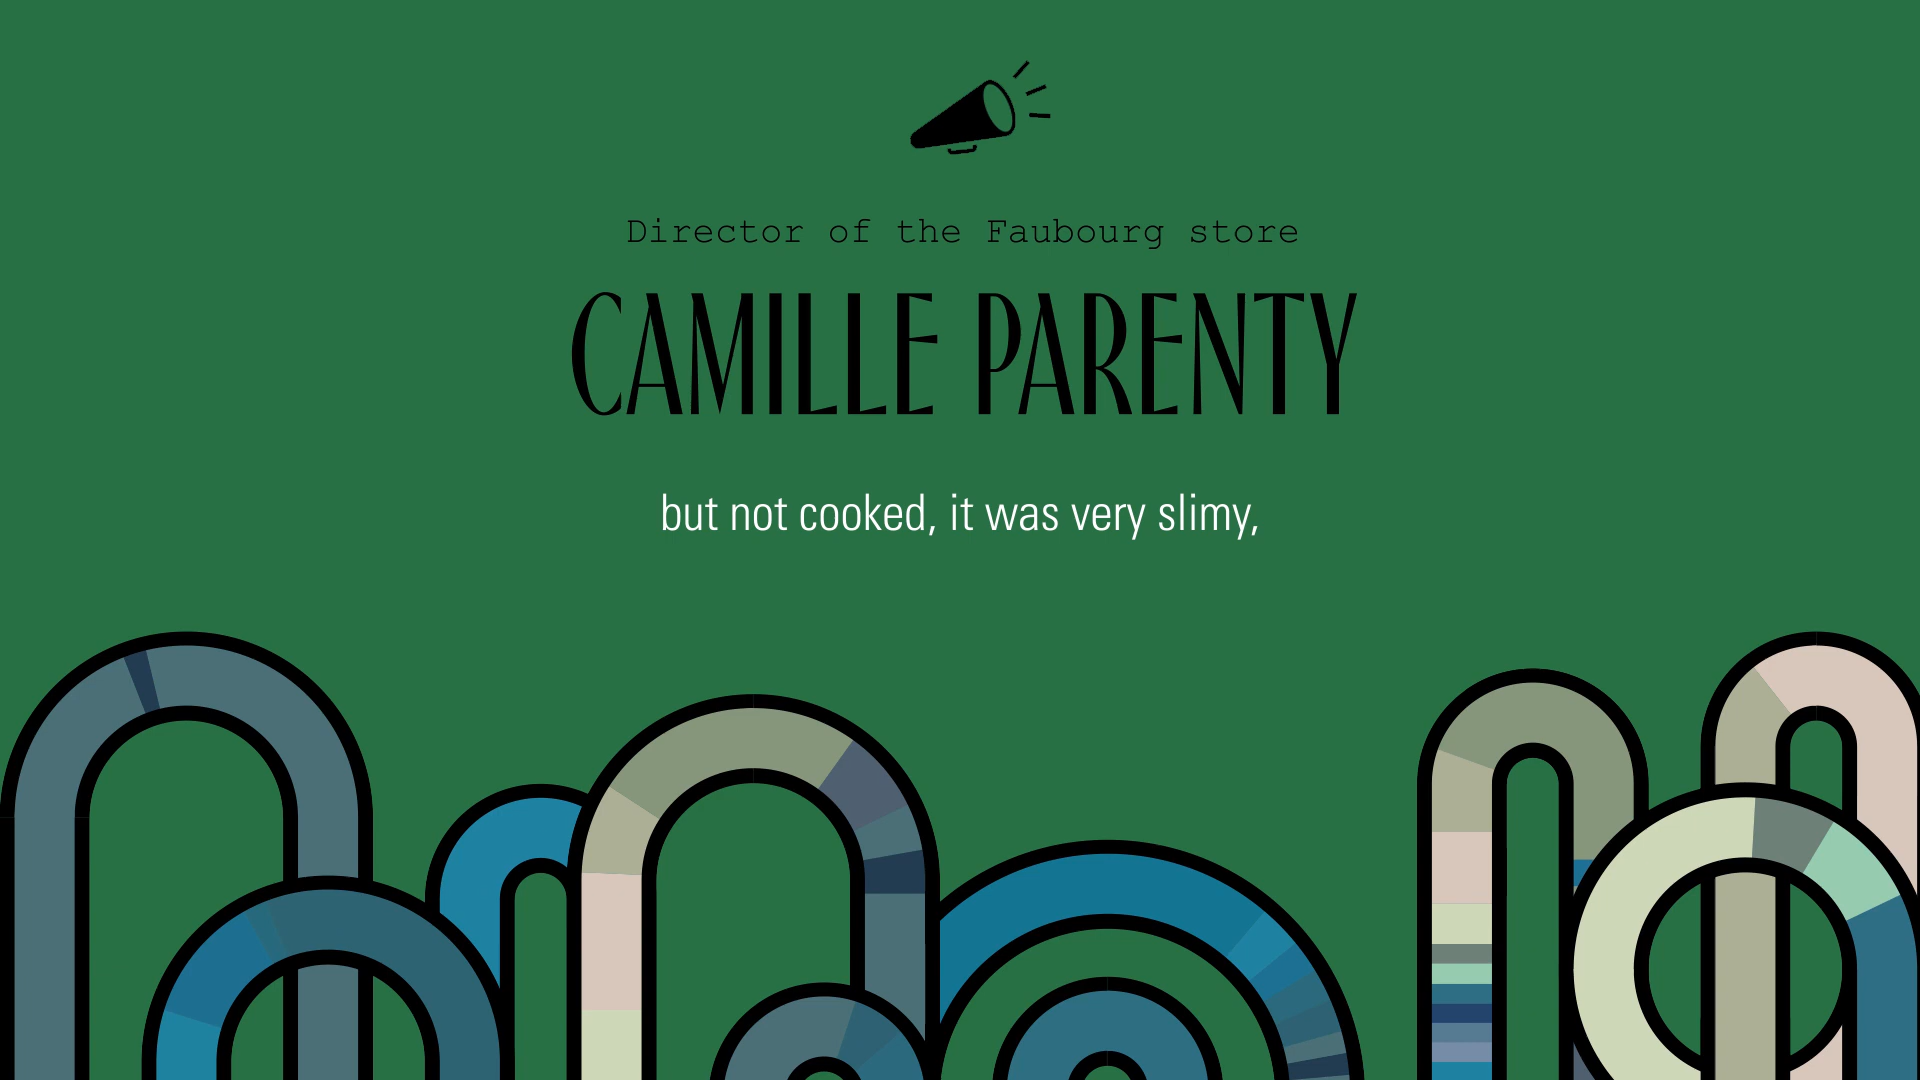 Director of the Faubourg store
CAMILLE PARENTY
but not cooked, it was very slimy,